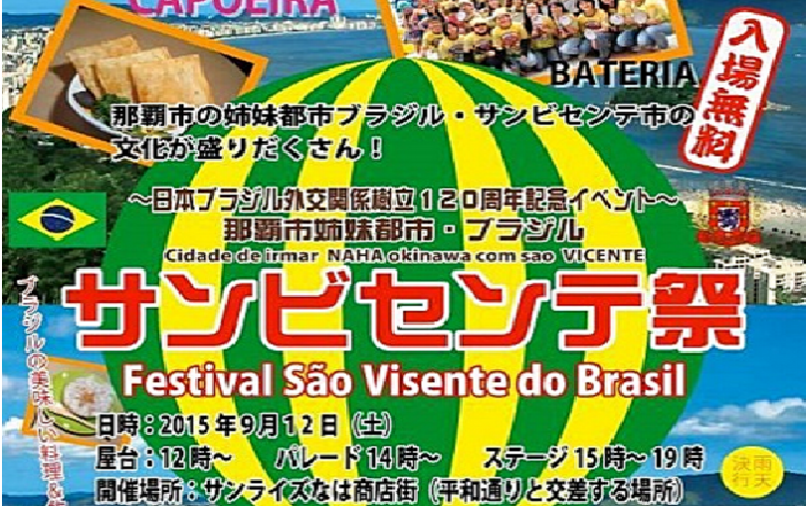 CAPOEIRA
BATERIA
入場無料
那覇市の姉妹都市ブラジル・サンビセンテ市の
文化が盛りだくさん！
～日本ブラジル外交関係樹立１２０周年記念イベント～
那覇市姉妹都市・ブラジル
Cidade de irmar NAHA okinawa com sao VICENTE
サンビセンテ祭
Festival São Visente do Brasil
ブラジルの美味しい料理&
日時：2015年9月12日（土）
屋台：12時～ パレード14時～ ステージ15時～19時
開催場所：サンライズなは商店街（平和通りと交差する場所）
雨天
決行